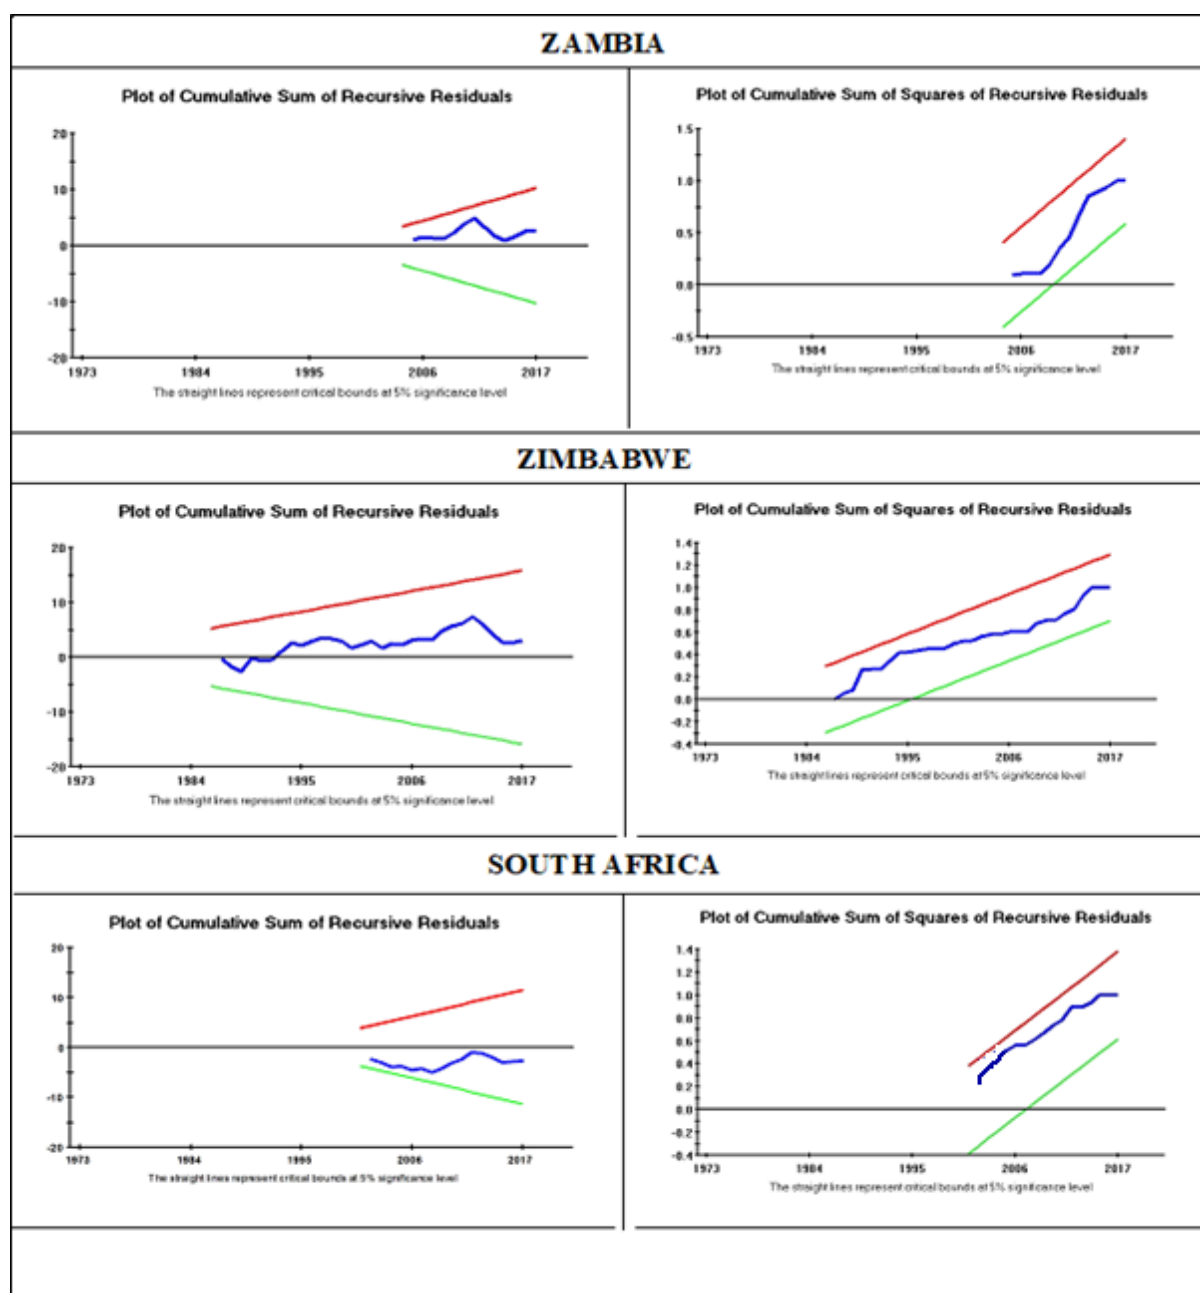 ZAMBIA
Plot of Cumulative Sum of Recursive Residuals
20
10
0
-10
-20
1973 1984 1995 2006 2017
The straight lines represent critical bounds at 5% significance level
Plot of Cumulative Sum of Squares of Recursive Residuals
1.5
1.0
0.5
0.0
-0.5
1973 1984 1995 2006 2017
The straight lines represent critical bounds at 5% significance level
ZIMBABWE
Plot of Cumulative Sum of Recursive Residuals
20
10
0
-10
-20
1973 1984 1995 2006 2017
The straight lines represent critical bounds at 5% significance level
Plot of Cumulative Sum of Squares of Recursive Residuals
1.4
1.2
1.0
0.8
0.6
0.4
0.2
0.0
-0.2
-0.4
1973 1984 1995 2006 2017
The straight lines represent critical bounds at 5% significance level
SOUTH AFRICA
Plot of Cumulative Sum of Recursive Residuals
20
10
0
-10
-20
1973 1984 1995 2006 2017
The straight lines represent critical bounds at 5% significance level
Plot of Cumulative Sum of Squares of Recursive Residuals
1.4
1.2
1.0
0.8
0.6
0.4
0.2
0.0
-0.2
-0.4
1973 1984 1995 2006 2017
The straight lines represent critical bounds at 5% significance level